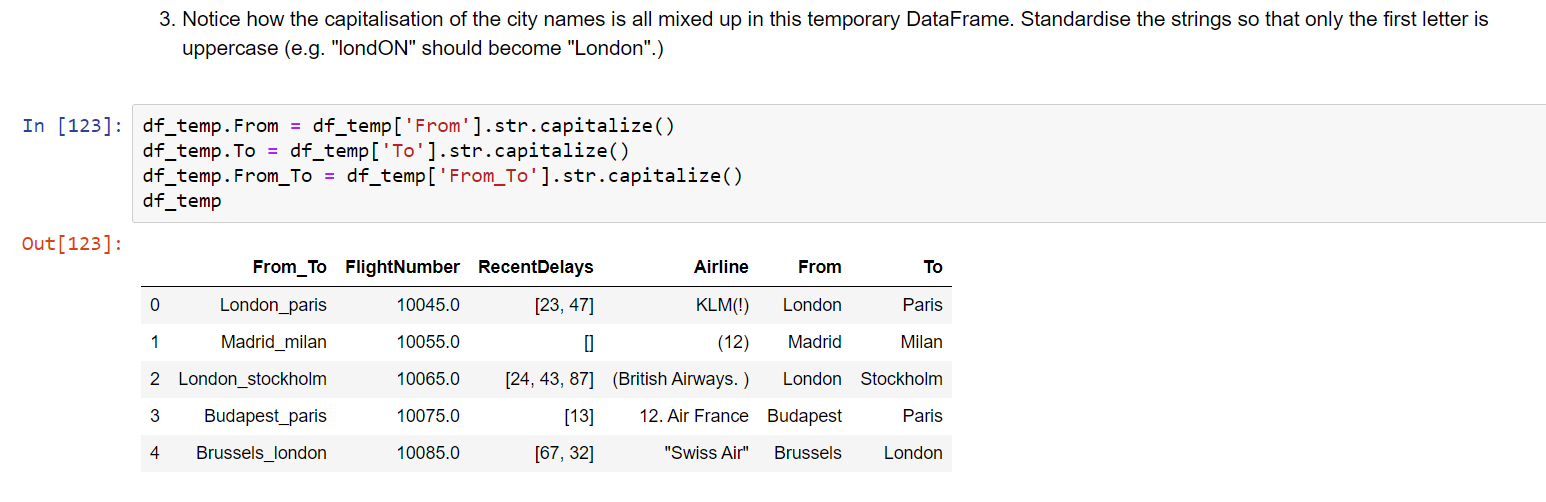 3. Notice how the capitalisation of the city names is all mixed up in this temporary DataFrame. Standardise the strings so that only the first letter is
uppercase (e.g. "londON" should become "London".)
In [123]: df_temp.From = df_temp['From'].str.capitalize()
df_temp.To = df_temp['To'].str.capitalize()
df_temp.From_To = df_temp['From_To'].str.capitalize()
df_temp
Out[123]:
From_To FlightNumber RecentDelays Airline From To
0 London_paris 10045.0 [23, 47] KLM(!) London Paris
1 Madrid_milan 10055.0 [] (12) Madrid Milan
2 London_stockholm 10065.0 [24, 43, 87] (British Airways. ) London Stockholm
3 Budapest_paris 10075.0 [13] 12. Air France Budapest Paris
4 Brussels_london 10085.0 [67, 32] "Swiss Air" Brussels London